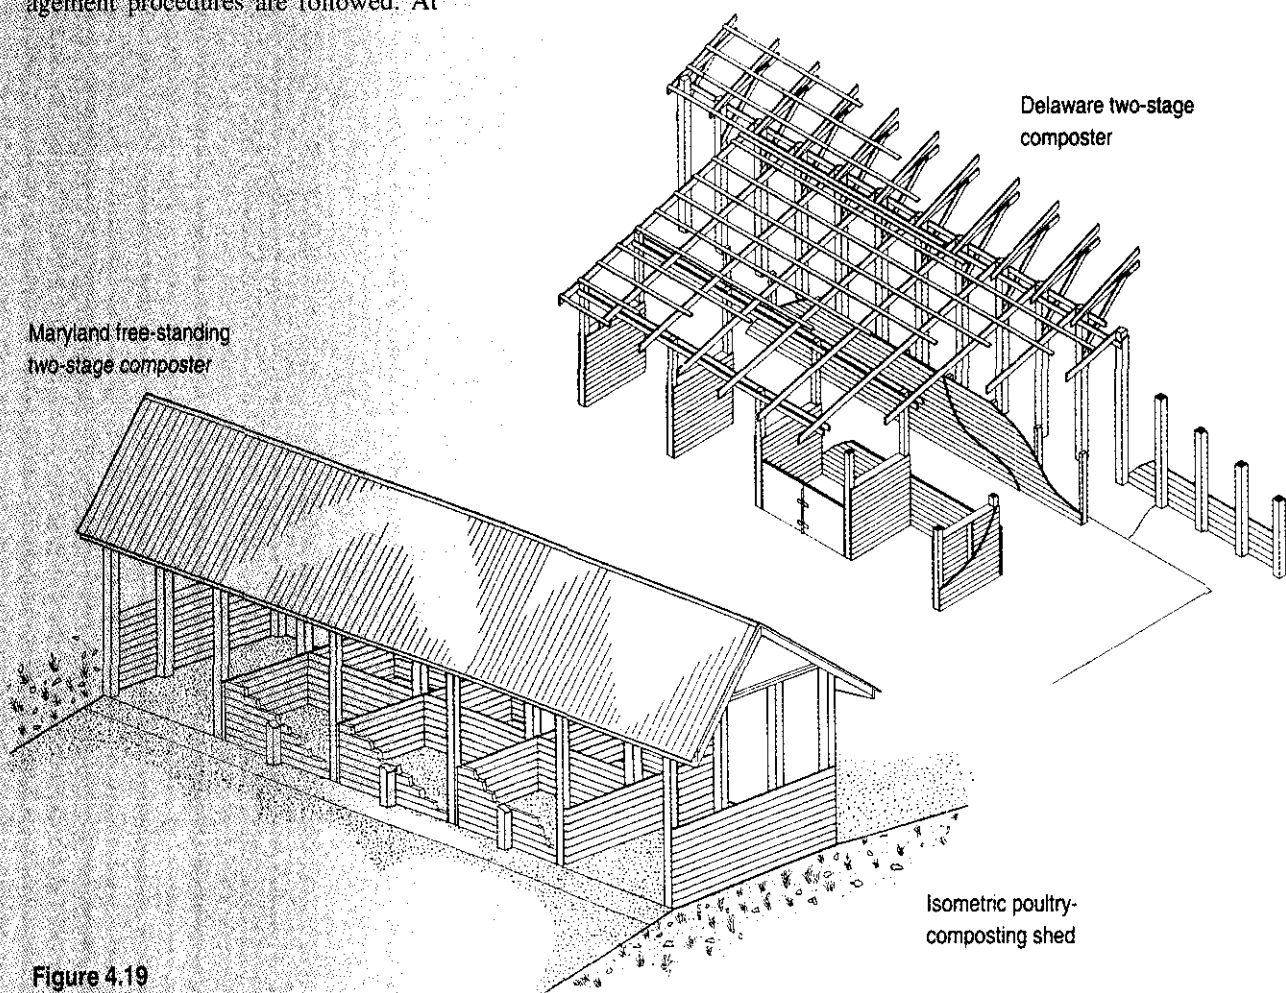 agement procedures are followed. At
Delaware two-stage
composter
Maryland free-standing
two-stage composter
Isometric poultry-
composting shed
Figure 4.19